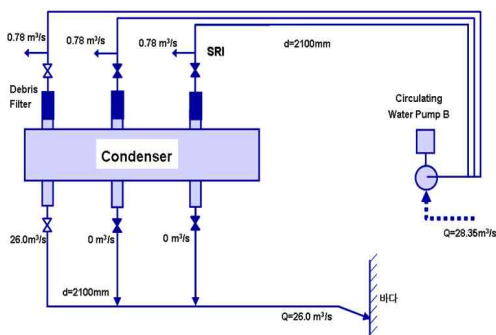 0.78 m³/s
0.78 m³/s
0.78 m³/s
SRI
d=2100mm
Debris
Filter
Circulating
Water Pump B
Condenser
26.0m³/s
0 m³/s
0 m³/s
Q=28.35m³/s
d=2100mm
Q=26.0 m³/s
바다